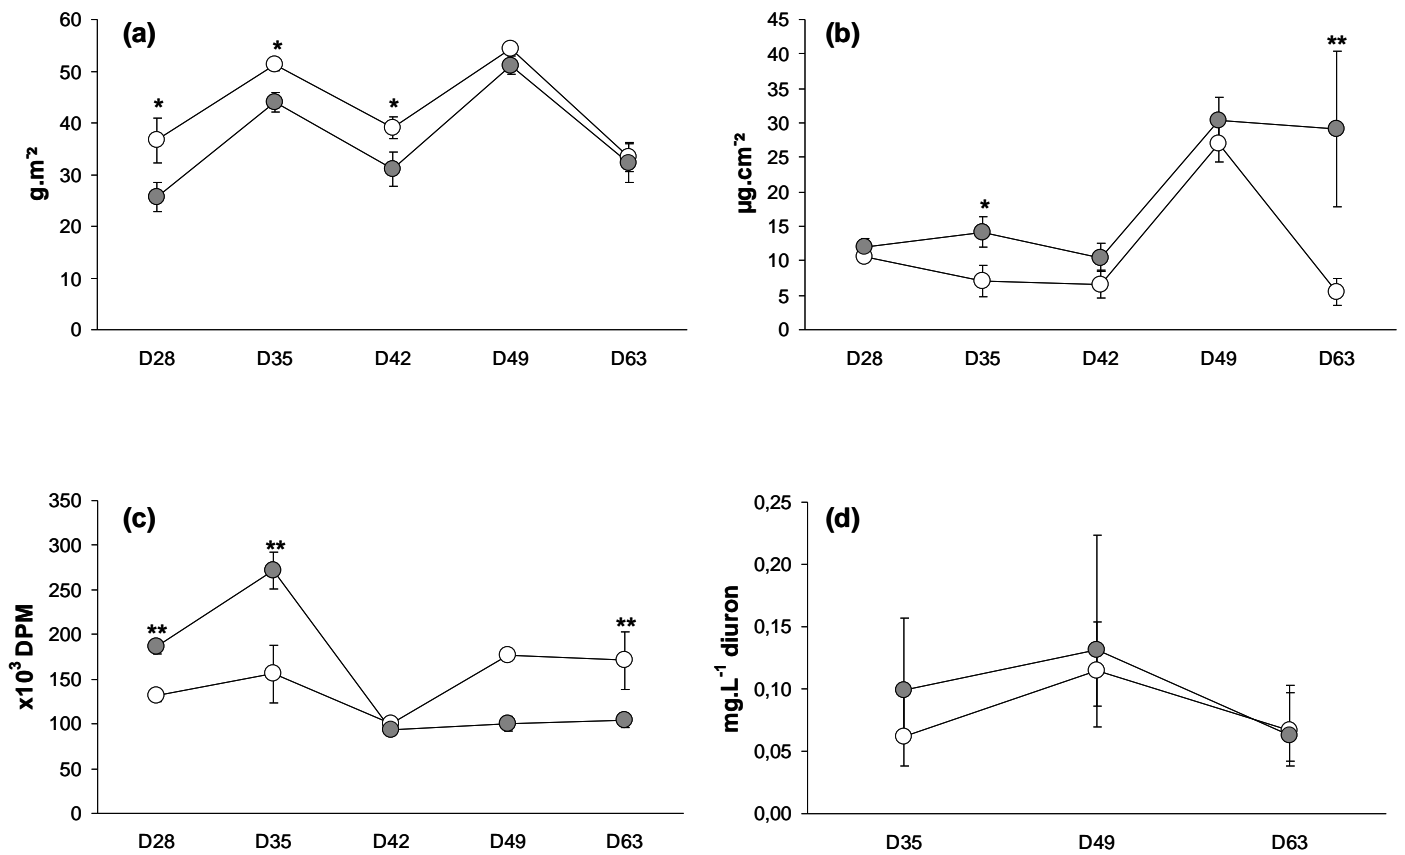 (a)
60
50
40
30
20
10
0
g.m⁻²
* * *
D28 D35 D42 D49 D63
(b)
45
40
35
30
25
20
15
10
5
0
µg.cm⁻²
* **
D28 D35 D42 D49 D63
(c)
350
300
250
200
150
100
50
0
x10³ DPM
** ** **
D28 D35 D42 D49 D63
(d)
0,25
0,20
0,15
0,10
0,05
0,00
mg.L⁻¹ diuron
D35 D49 D63